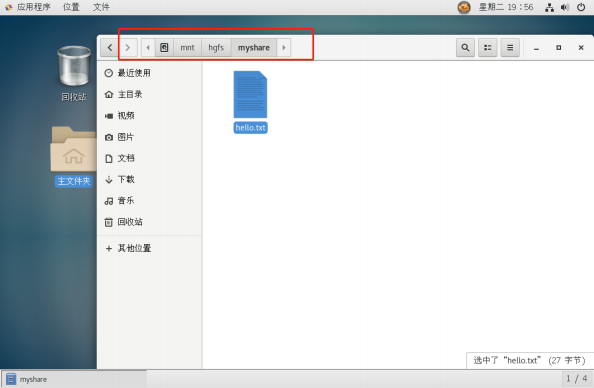 应用程序 位置 文件 星期二 19：56
mnt hgfs myshare
最近使用
主目录
视频
图片
文档
下载
音乐
回收站
其他位置
回收站
主文件夹
hello.txt
选中了“hello.txt” (27 字节)
myshare 1 / 4